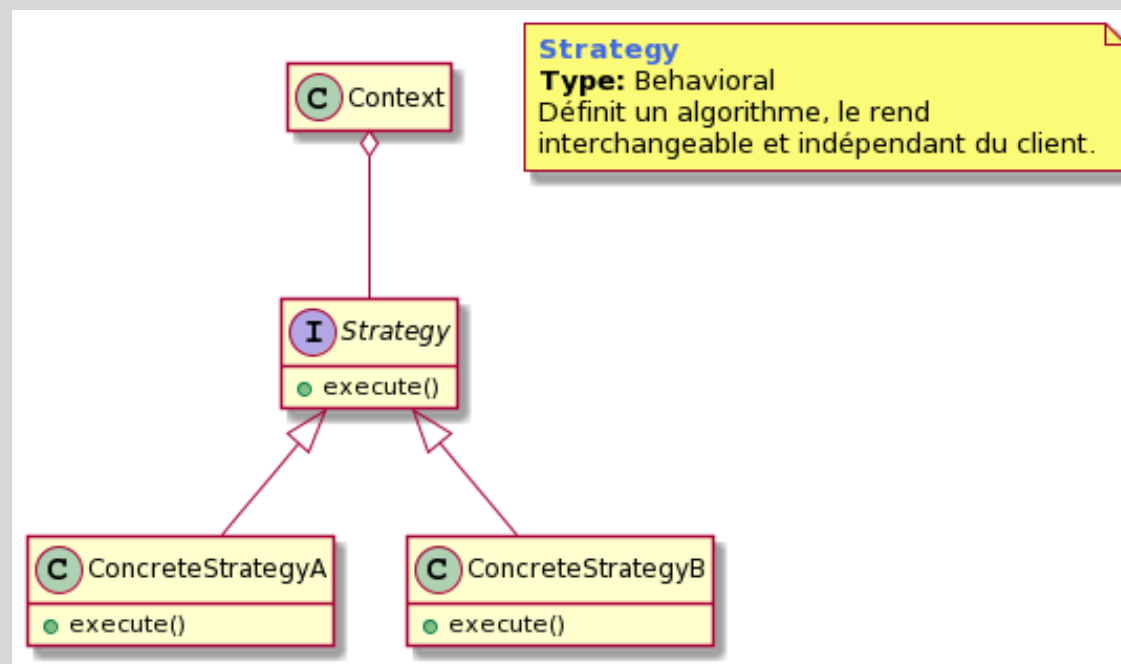 Strategy
Type: Behavioral
Définit un algorithme, le rend
interchangeable et indépendant du client.
C Context
I Strategy
execute()
C ConcreteStrategyA
execute()
C ConcreteStrategyB
execute()